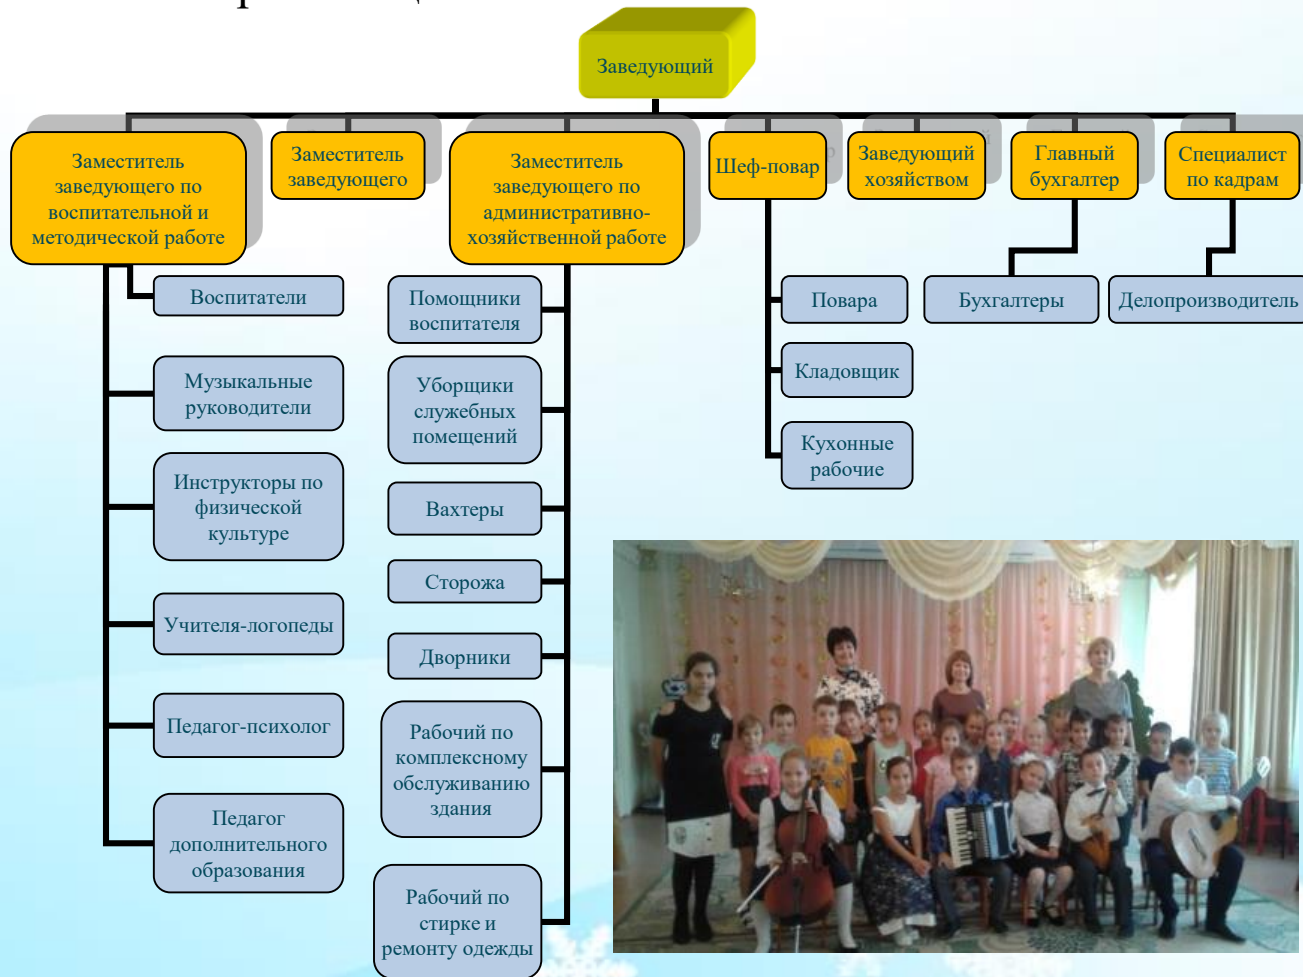 Заведующий
Заместитель
заведующего по
воспитательной и
методической работе
Заместитель
заведующего
Заместитель
заведующего по
административно-
хозяйственной работе
Шеф-повар
Заведующий
хозяйством
Главный
бухгалтер
Специалист
по кадрам
Воспитатели
Музыкальные
руководители
Инструкторы по
физической
культуре
Учителя-логопеды
Педагог-психолог
Педагог
дополнительного
образования
Помощники
воспитателя
Уборщики
служебных
помещений
Вахтеры
Сторожа
Дворники
Рабочий по
комплексному
обслуживанию
здания
Рабочий по
стирке и
ремонту одежды
Повара
Кладовщик
Кухонные
рабочие
Бухгалтеры
Делопроизводитель